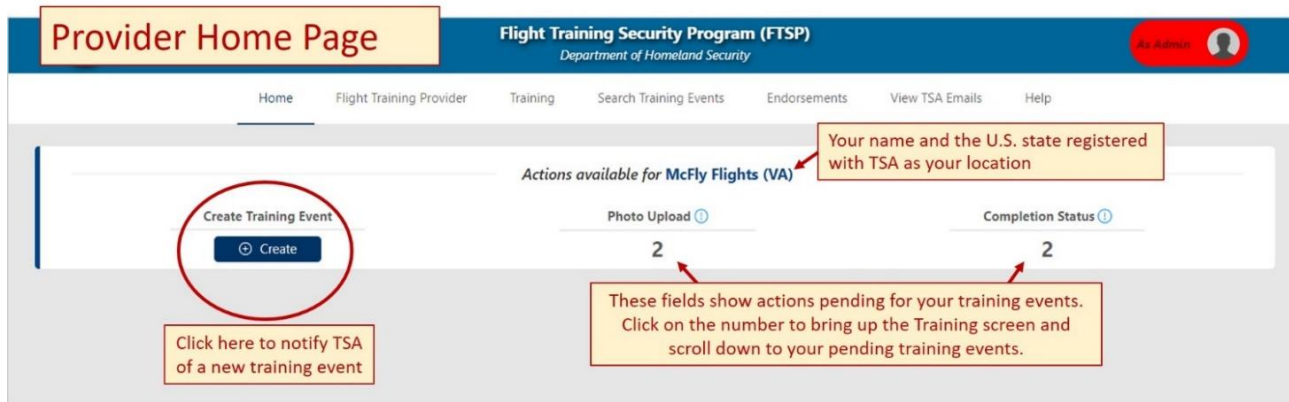 Provider Home Page
Flight Training Security Program (FTSP)
Department of Homeland Security
As Admin
Home Flight Training Provider Training Search Training Events Endorsements View TSA Emails Help
Your name and the U.S. state registered
with TSA as your location
Actions available for McFly Flights (VA)
Create Training Event Photo Upload Completion Status
Create 2 2
These fields show actions pending for your training events.
Click on the number to bring up the Training screen and
scroll down to your pending training events.
Click here to notify TSA
of a new training event